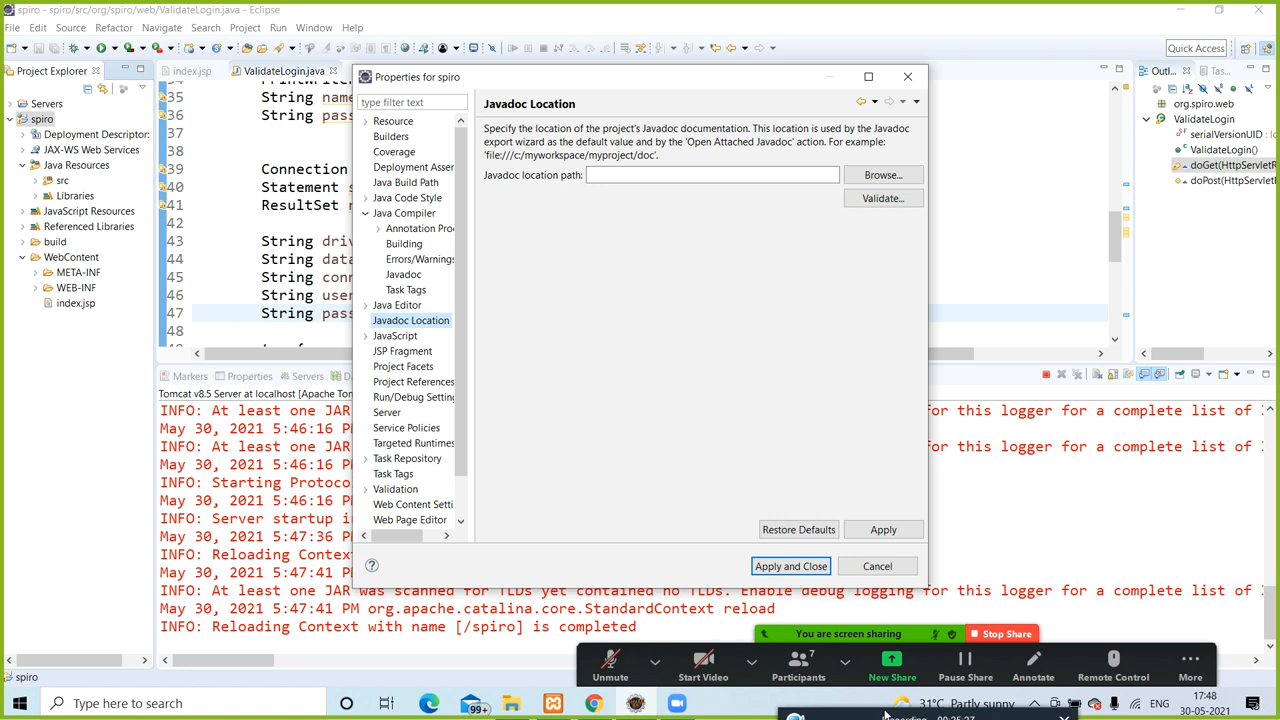 spiro - spiro/src/org/spiro/web/ValidateLogin.java - Eclipse
File Edit Source Refactor Navigate Search Project Run Window Help
Quick Access
Project Explorer
index.jsp
ValidateLogin.java
Outl...
Tas...
Servers
spiro
Deployment Descriptor:
JAX-WS Web Services
Java Resources
src
Libraries
JavaScript Resources
Referenced Libraries
build
WebContent
META-INF
WEB-INF
index.jsp
35 String nam
36 String pas
37
38
39 Connection
40 Statement s
41 ResultSet
42
43 String driv
44 String data
45 String con
46 String use
47 String pass
48
Properties for spiro
type filter text
Resource
Builders
Coverage
Deployment Asser
Java Build Path
Java Code Style
Java Compiler
Annotation Pro
Building
Errors/Warnings
Javadoc
Task Tags
Java Editor
Javadoc Location
JavaScript
JSP Fragment
Project Facets
Project References
Run/Debug Setting
Server
Service Policies
Targeted Runtimes
Task Repository
Task Tags
Validation
Web Content Setti
Web Page Editor
Javadoc Location
Specify the location of the project's Javadoc documentation. This location is used by the Javadoc
export wizard as the default value and by the 'Open Attached Javadoc' action. For example:
'file:///c:/myworkspace/myproject/doc'.
Javadoc location path:
Browse...
Validate...
Restore Defaults
Apply
Apply and Close
Cancel
org.spiro.web
ValidateLogin
serialVersionUID
ValidateLogin()
doGet(HttpServletR
doPost(HttpServletR
Markers
Properties
Servers
Tomcat v8.5 Server at localhost [Apache Tom
INFO: At least one JAR for this logger for a complete list of
May 30, 2021 5:46:16 P
INFO: At least one JAR for this logger for a complete list of
May 30, 2021 5:46:16 P
INFO: Starting Protoco
May 30, 2021 5:46:16 P
INFO: Server startup i
May 30, 2021 5:47:36 P
INFO: Reloading Context
May 30, 2021 5:47:41 P
INFO: At least one JAR was scanned for TLDs yet contained no TLDs. Enable debug logging for this logger for a complete list of
May 30, 2021 5:47:41 PM org.apache.catalina.core.StandardContext reload
INFO: Reloading Context with name [/spiro] is completed
You are screen sharing
Stop Share
7
Unmute
Start Video
Participants
New Share
Pause Share
Annotate
Remote Control
More
spiro
Type here to search
99+
31°C Partly sunny
ENG
17:48
30-05-2021